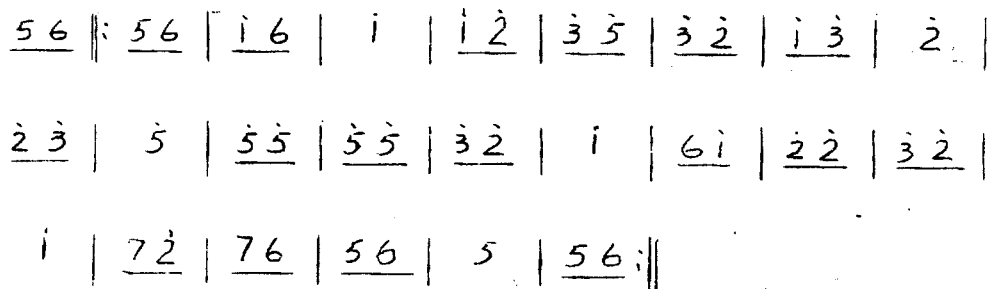 5 6 ‖: 5 6 | i̇ 6 | i̇ | i̇ 2̇ | 3̇ 5̇ | 3̇ 2̇ | i̇ 3̇ | 2̇ |
2̇ 3̇ | 5̇ | 5̇ 5̇ | 5̇ 5̇ | 3̇ 2̇ | i̇ | 6 i̇ | 2̇ 2̇ | 3̇ 2̇ |
i̇ | 7 2̇ | 7 6 | 5 6 | 5 | 5 6 :‖